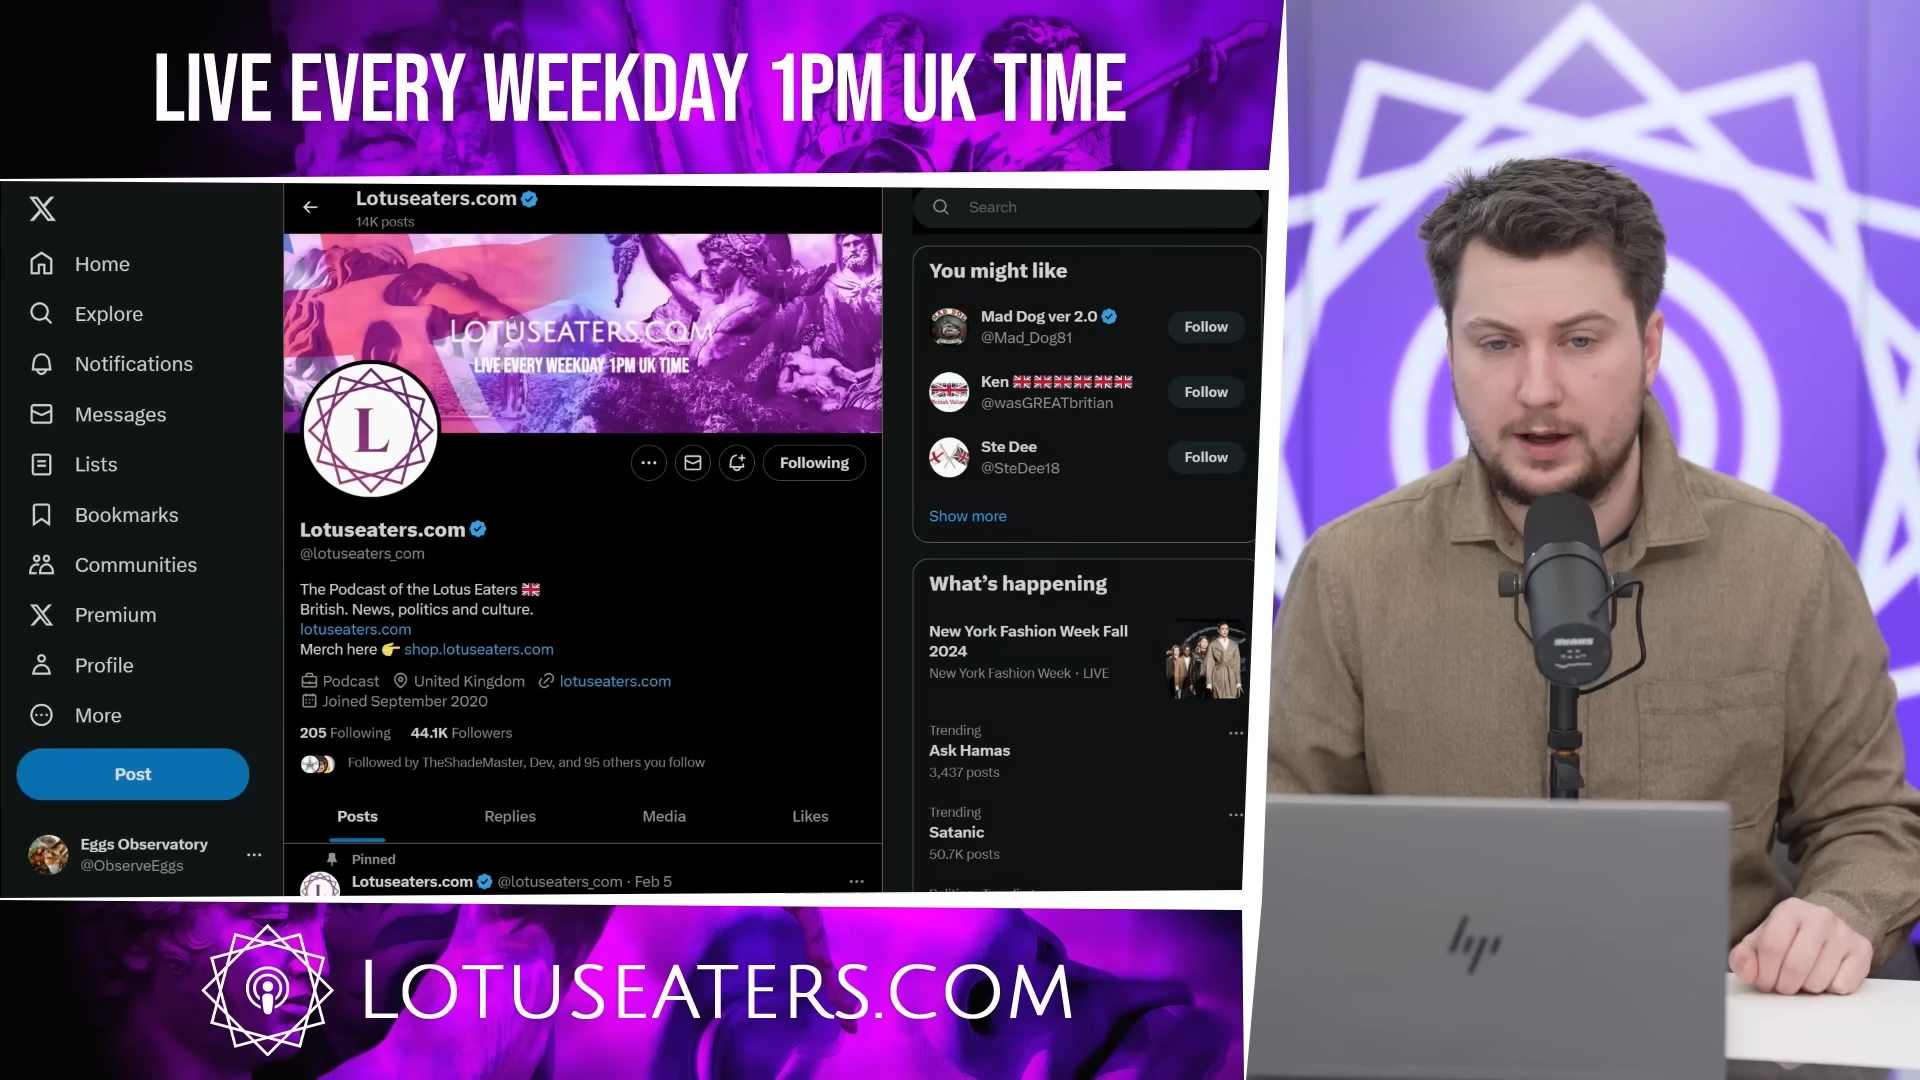 LIVE EVERY WEEKDAY 1PM UK TIME
Home
Explore
Notifications
Messages
Lists
Bookmarks
Communities
Premium
Profile
More
Post
Eggs Observatory
@ObserveEggs
Lotuseaters.com
14K posts
LOTUSEATERS.COM
LIVE EVERY WEEKDAY 1PM UK TIME
L
Following
Lotuseaters.com
@lotuseaters_com
The Podcast of the Lotus Eaters 🇬🇧
British. News, politics and culture.
lotuseaters.com
Merch here 👉 shop.lotuseaters.com
Podcast United Kingdom lotuseaters.com
Joined September 2020
205 Following 44.1K Followers
Followed by TheShadeMaster, Dev, and 95 others you follow
Posts Replies Media Likes
Pinned
Lotuseaters.com @lotuseaters_com · Feb 5
Search
You might like
Mad Dog ver 2.0
@Mad_Dog81
Follow
Ken 🇬🇧🇬🇧🇬🇧🇬🇧🇬🇧🇬🇧
@wasGREATbritian
Follow
Ste Dee
@SteDee18
Follow
Show more
What's happening
New York Fashion Week Fall
2024
New York Fashion Week · LIVE
Trending
Ask Hamas
3,437 posts
Trending
Satanic
50.7K posts
LOTUSEATERS.COM
hp